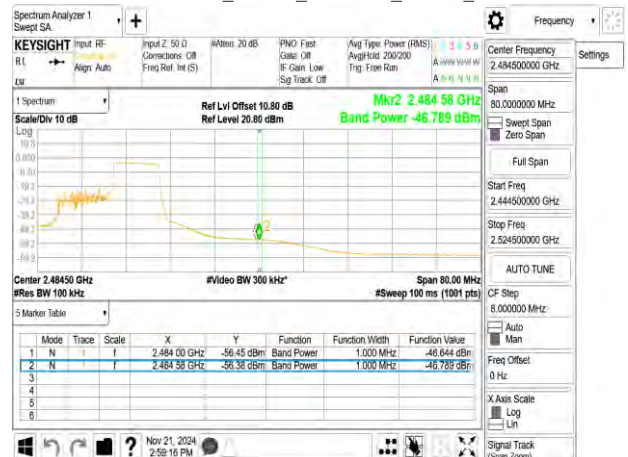 Spectrum Analyzer 1
Swept SA
Frequency
KEYSIGHT
Input: RF
Align: Auto
Input Z: 50 Ω
Corrections: Off
Freq Ref: Int (S)
#Atten: 20 dB
PNO: Fast
Gate: Off
IF Gain: Low
Sig Track: Off
Avg Type: Power (RMS)
Avg|Hold: 200/200
Trig: Free Run
Center Frequency
2.484500000 GHz
Settings
Span
80.0000000 MHz
Swept Span
Zero Span
Full Span
Start Freq
2.444500000 GHz
Stop Freq
2.524500000 GHz
AUTO TUNE
CF Step
8.000000 MHz
Auto
Man
Freq Offset
0 Hz
X Axis Scale
Log
Lin
Signal Track
(Span Zoom)
1 Spectrum
Scale/Div 10 dB
Log
Ref Lvl Offset 10.80 dB
Ref Level 20.80 dBm
Mkr2 2.484 58 GHz
Band Power -46.789 dBm
10.8
0.800
2
Center 2.48450 GHz
#Res BW 100 kHz
#Video BW 300 kHz*
Span 80.00 MHz
#Sweep 100 ms (1001 pts)
5 Marker Table
Mode Trace Scale X Y Function Function Width Function Value
1 N 1 f 2.484 00 GHz -56.45 dBm Band Power 1.000 MHz -46.644 dBm
2 N 1 f 2.484 58 GHz -56.38 dBm Band Power 1.000 MHz -46.789 dBm
3
4
5
6
Nov 21, 2024
2:59:16 PM